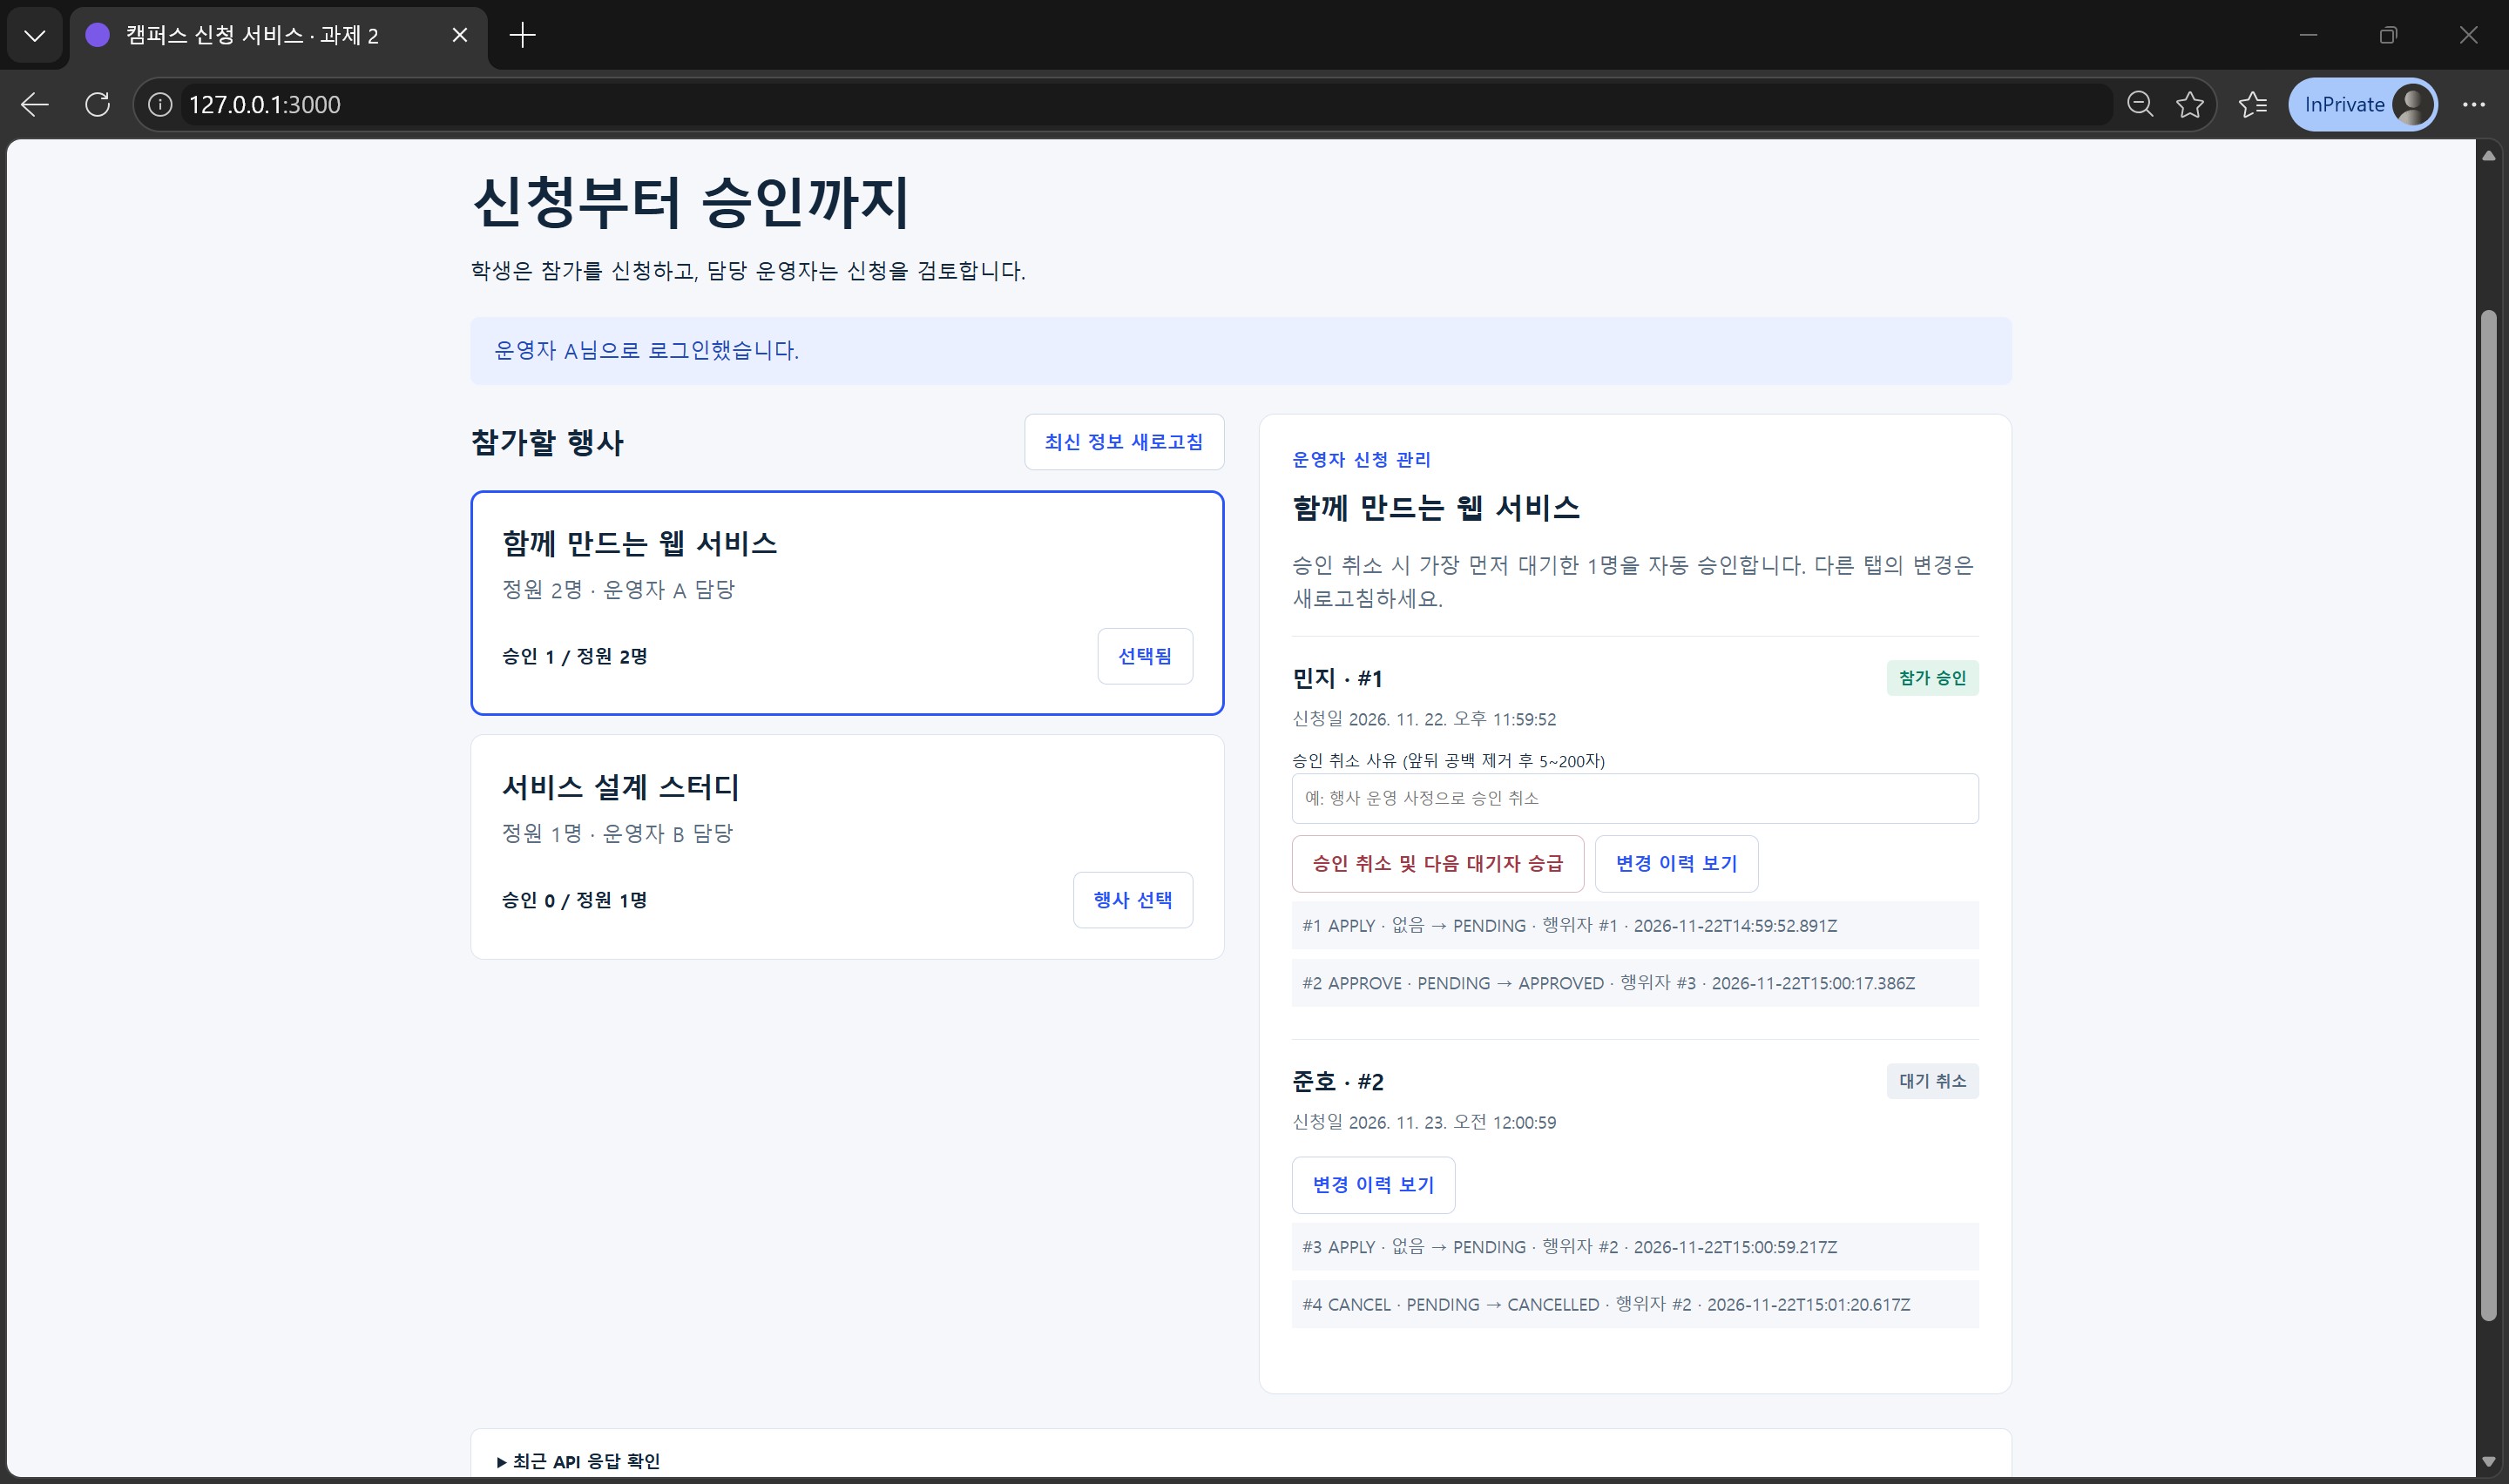 캠퍼스 신청 서비스 · 과제 2
127.0.0.1:3000
InPrivate
신청부터 승인까지
학생은 참가를 신청하고, 담당 운영자는 신청을 검토합니다.
운영자 A님으로 로그인했습니다.
참가할 행사
최신 정보 새로고침
함께 만드는 웹 서비스
정원 2명 · 운영자 A 담당
승인 1 / 정원 2명
선택됨
서비스 설계 스터디
정원 1명 · 운영자 B 담당
승인 0 / 정원 1명
행사 선택
운영자 신청 관리
함께 만드는 웹 서비스
승인 취소 시 가장 먼저 대기한 1명을 자동 승인합니다. 다른 탭의 변경은
새로고침하세요.
민지 · #1
참가 승인
신청일 2026. 11. 22. 오후 11:59:52
승인 취소 사유 (앞뒤 공백 제거 후 5~200자)
예: 행사 운영 사정으로 승인 취소
승인 취소 및 다음 대기자 승급
변경 이력 보기
#1 APPLY · 없음 → PENDING · 행위자 #1 · 2026-11-22T14:59:52.891Z
#2 APPROVE · PENDING → APPROVED · 행위자 #3 · 2026-11-22T15:00:17.386Z
준호 · #2
대기 취소
신청일 2026. 11. 23. 오전 12:00:59
변경 이력 보기
#3 APPLY · 없음 → PENDING · 행위자 #2 · 2026-11-22T15:00:59.217Z
#4 CANCEL · PENDING → CANCELLED · 행위자 #2 · 2026-11-22T15:01:20.617Z
▶ 최근 API 응답 확인